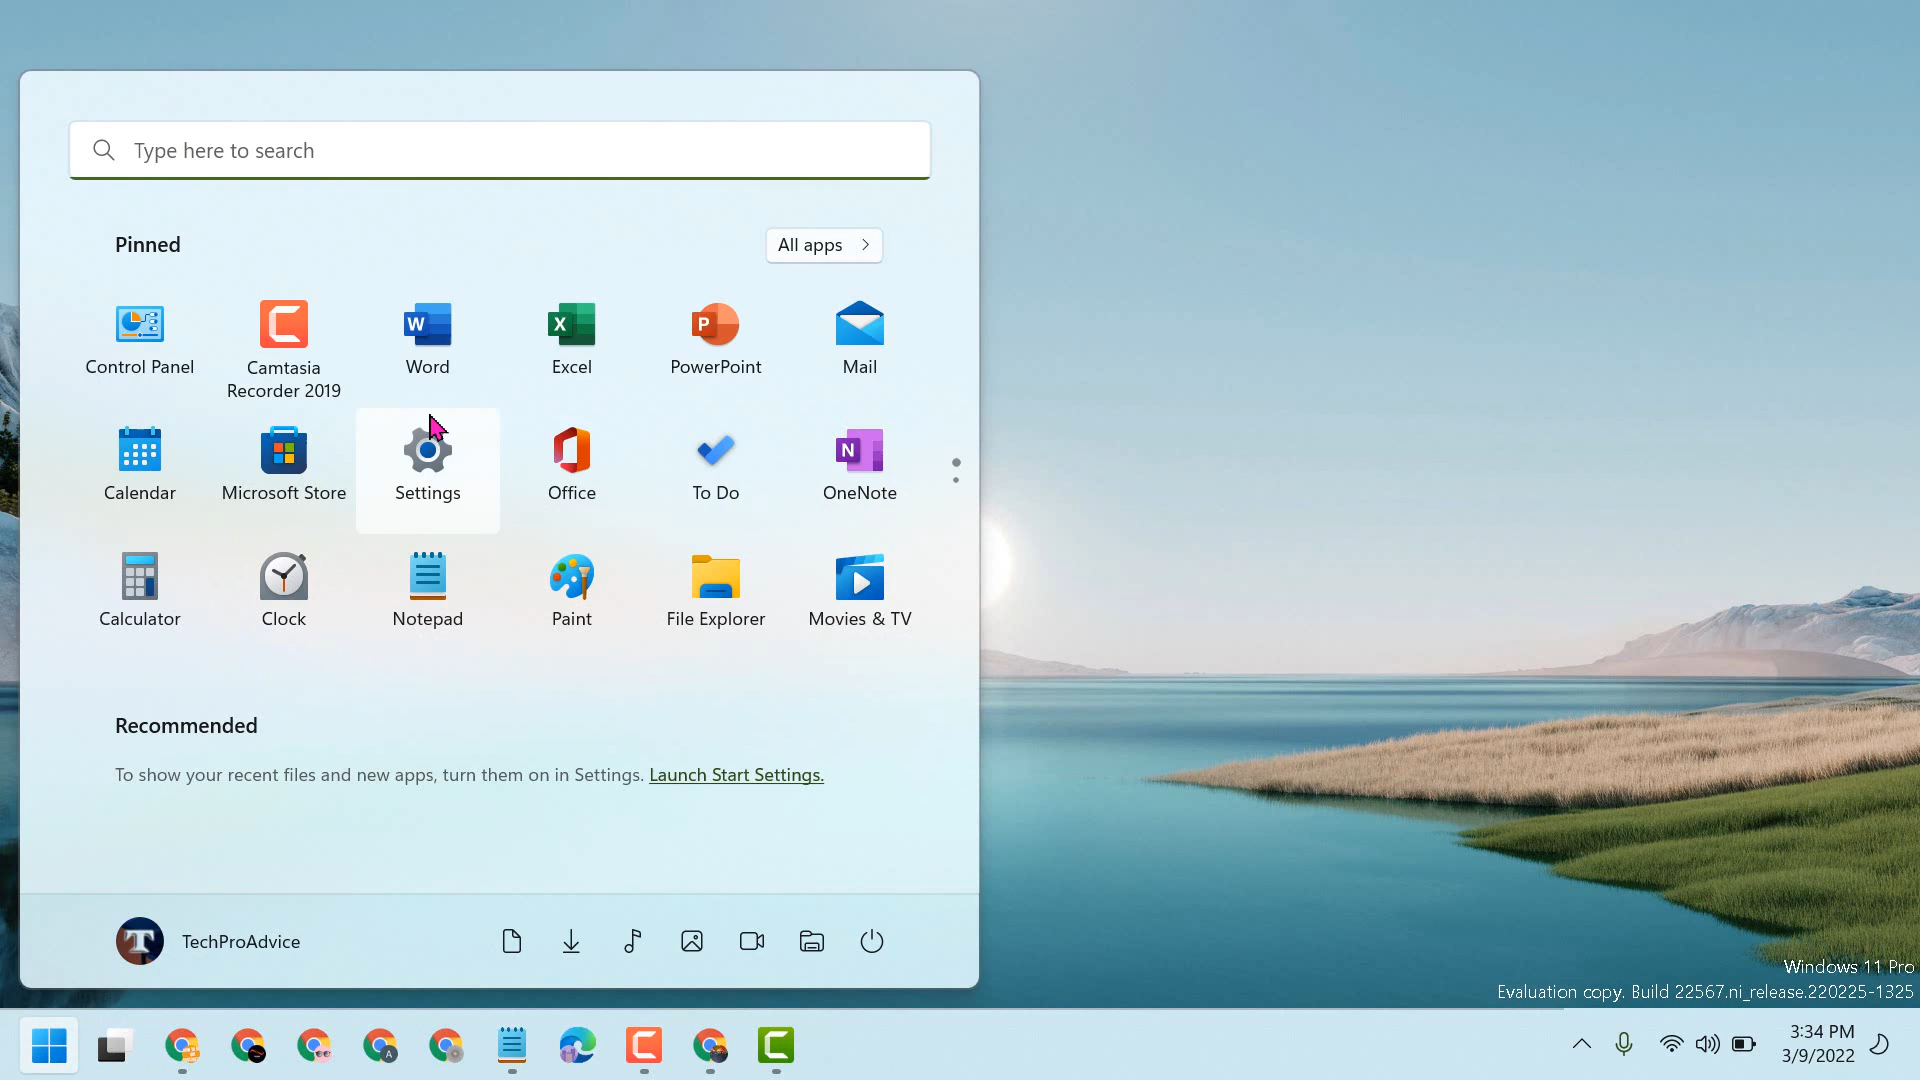 Type here to search
Pinned
All apps
Control Panel
Camtasia
Recorder 2019
Word
Excel
PowerPoint
Mail
Calendar
Microsoft Store
Settings
Office
To Do
OneNote
Calculator
Clock
Notepad
Paint
File Explorer
Movies & TV
Recommended
To show your recent files and new apps, turn them on in Settings. Launch Start Settings.
TechProAdvice
Windows 11 Pro
Evaluation copy. Build 22567.ni_release.220225-1325
3:34 PM
3/9/2022